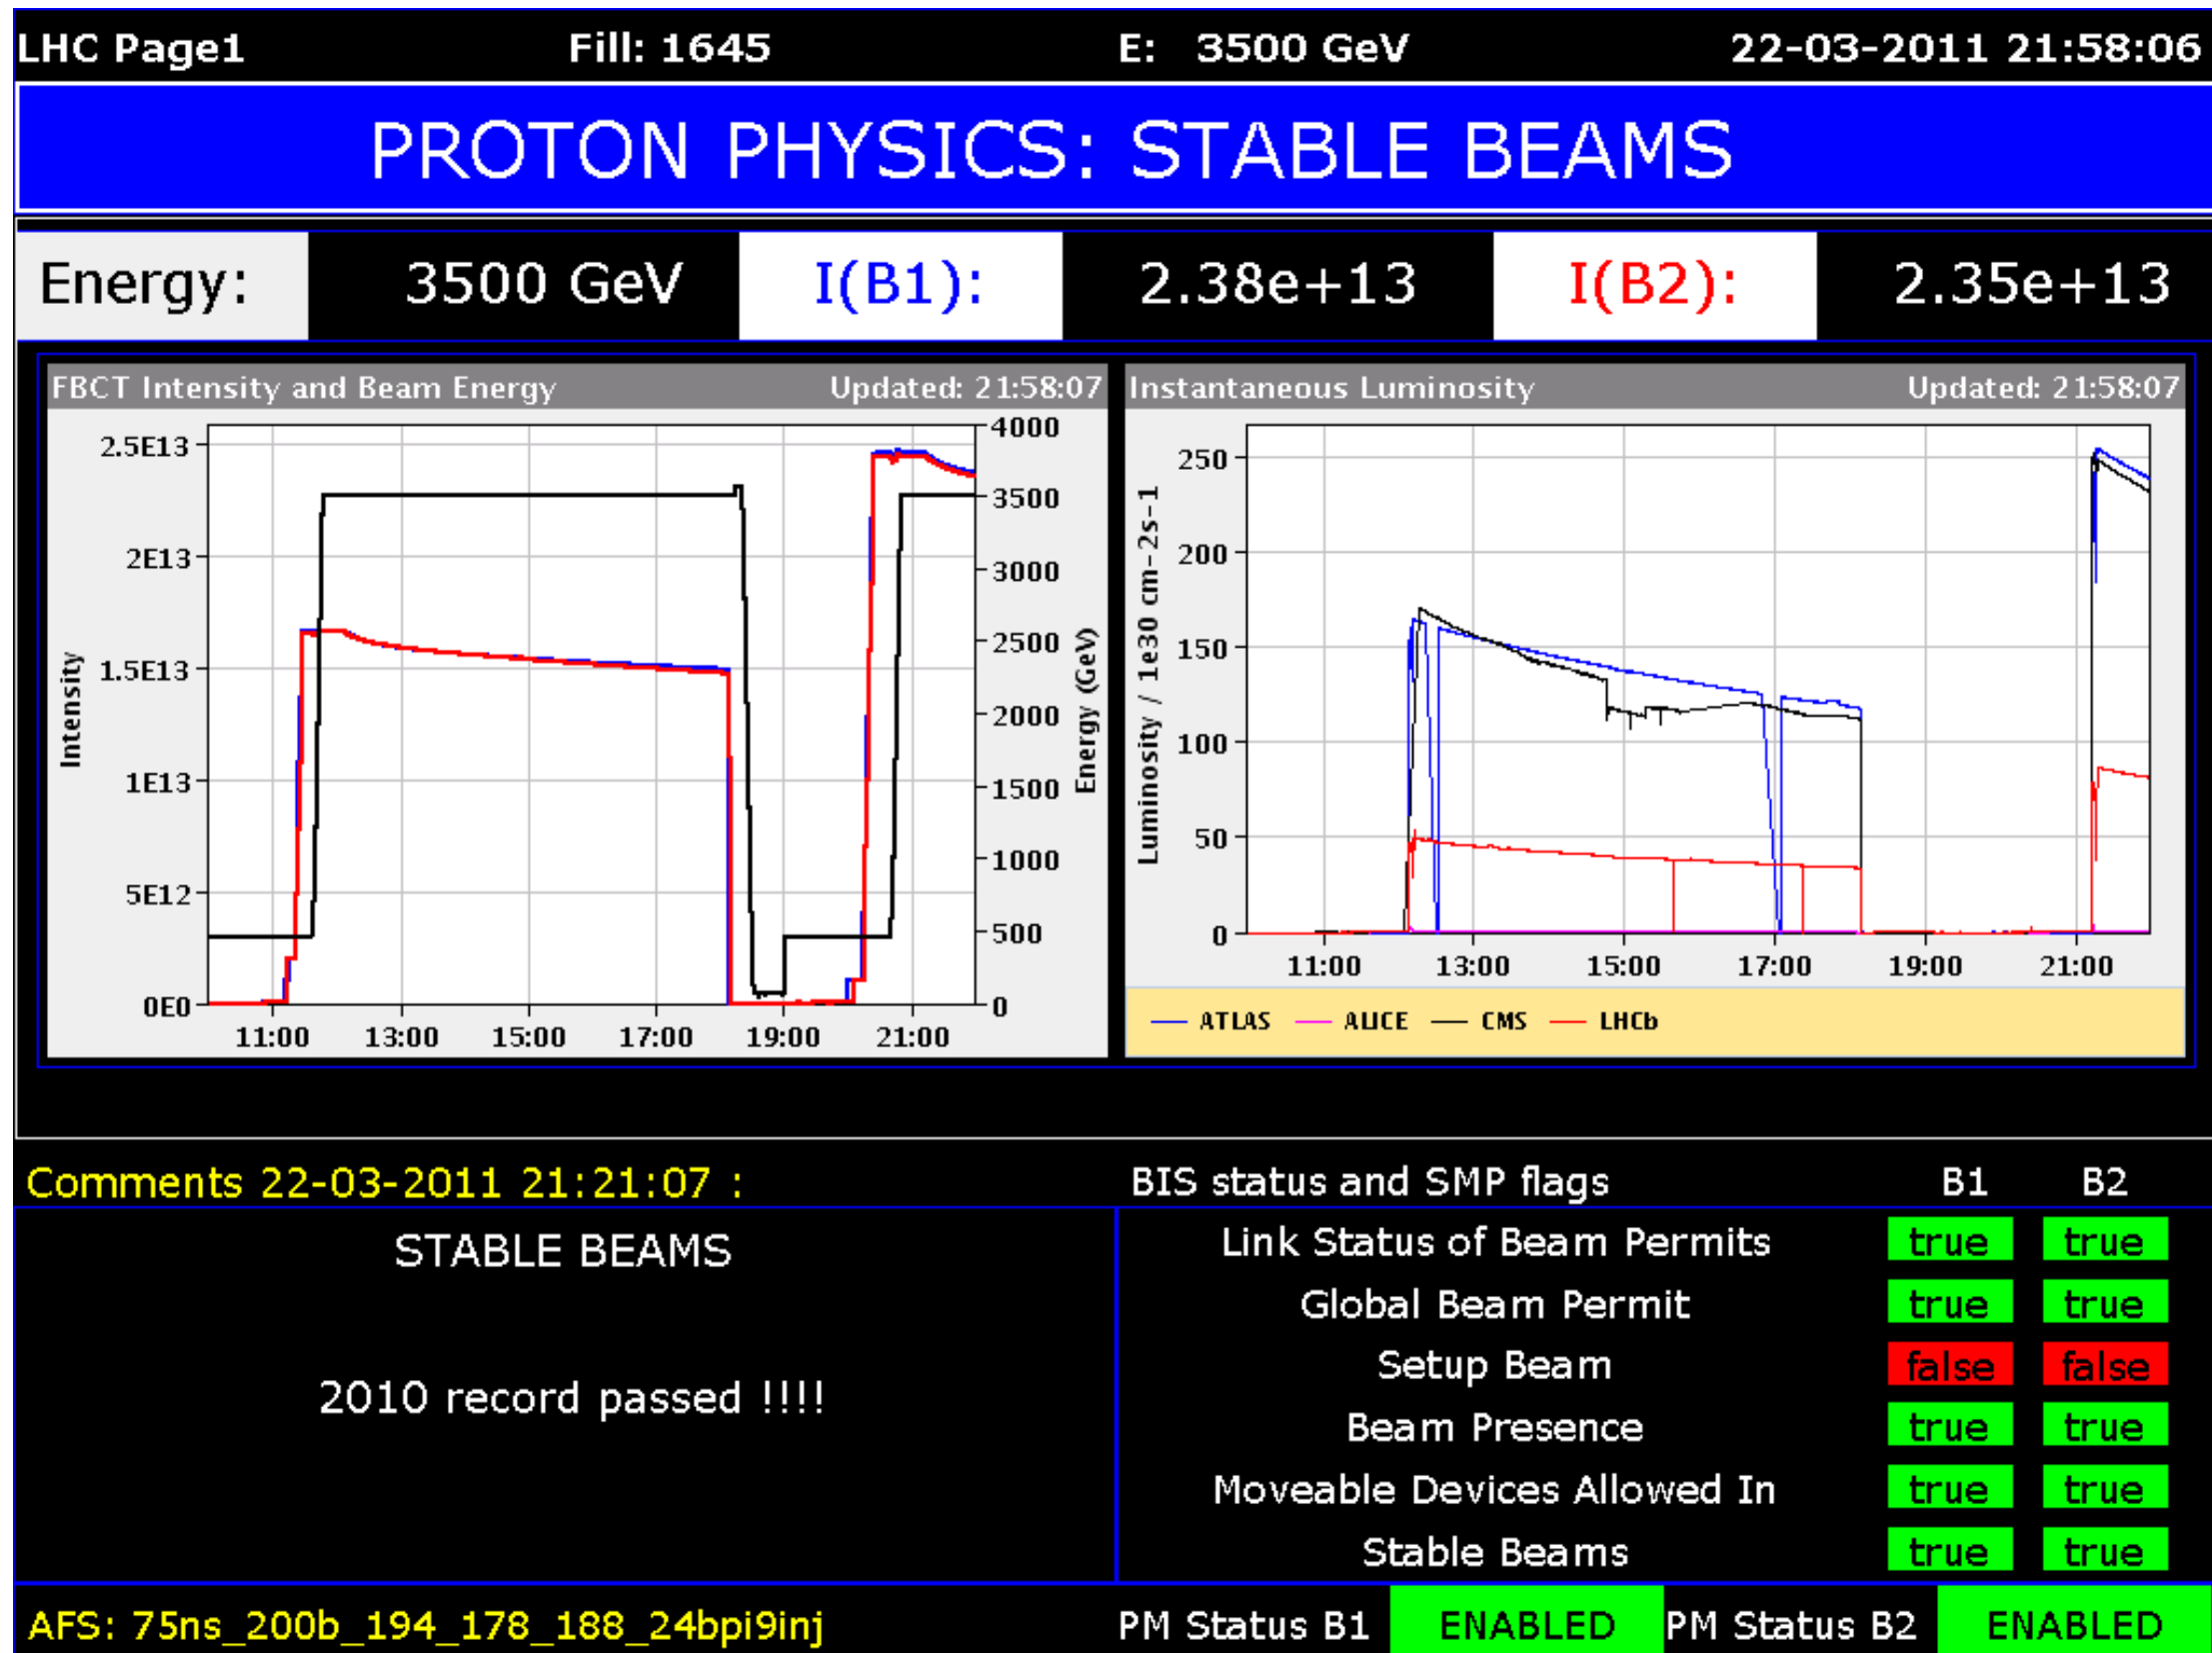 LHC Page1 Fill: 1645 E: 3500 GeV 22-03-2011 21:58:06
PROTON PHYSICS: STABLE BEAMS
Energy: 3500 GeV I(B1): 2.38e+13 I(B2): 2.35e+13
FBCT Intensity and Beam Energy Updated: 21:58:07
2.5E13
2E13
1.5E13
1E13
5E12
0E0
Intensity
4000
3500
3000
2500
2000
1500
1000
500
0
Energy (GeV)
11:00 13:00 15:00 17:00 19:00 21:00
Instantaneous Luminosity Updated: 21:58:07
250
200
150
100
50
0
Luminosity / 1e30 cm-2s-1
11:00 13:00 15:00 17:00 19:00 21:00
ATLAS ALICE CMS LHCb
Comments 22-03-2011 21:21:07 :
STABLE BEAMS
2010 record passed !!!!
BIS status and SMP flags B1 B2
Link Status of Beam Permits true true
Global Beam Permit true true
Setup Beam false false
Beam Presence true true
Moveable Devices Allowed In true true
Stable Beams true true
AFS: 75ns_200b_194_178_188_24bpi9inj PM Status B1 ENABLED PM Status B2 ENABLED